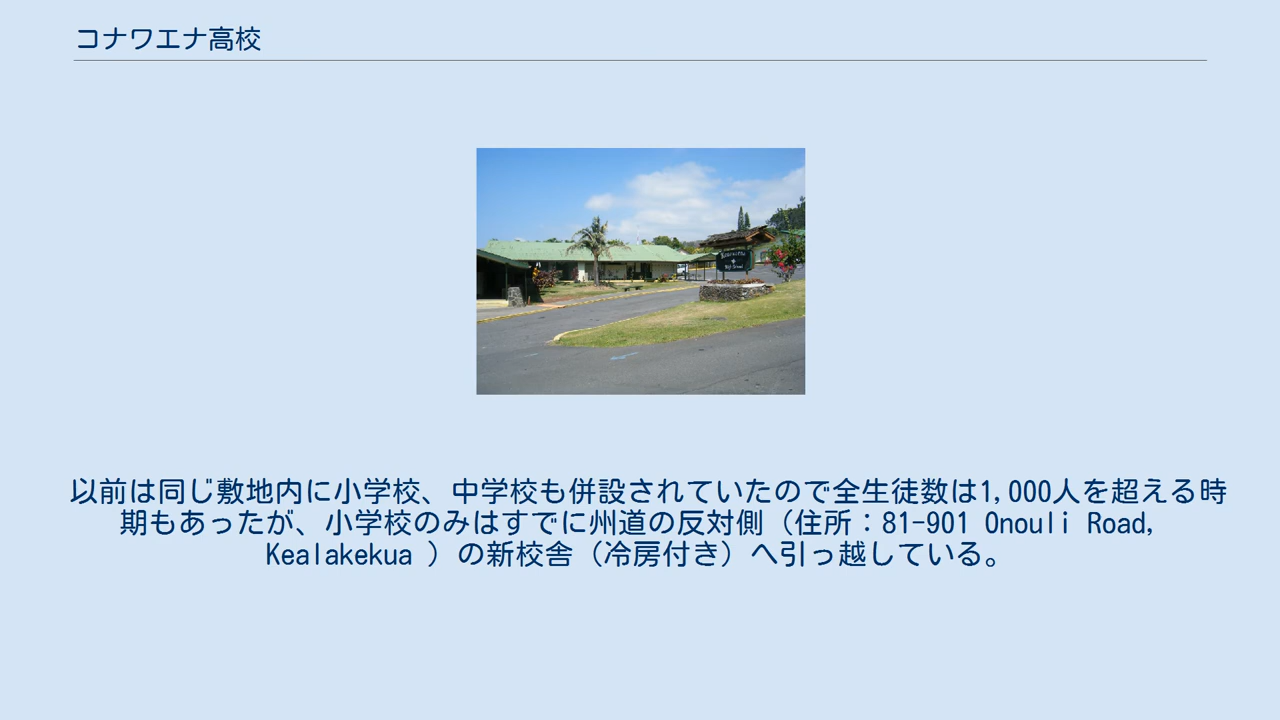 コナワエナ高校
Konawaena
High School
以前は同じ敷地内に小学校、中学校も併設されていたので全生徒数は1,000人を超える時
期もあったが、小学校のみはすでに州道の反対側（住所：81-901 Onouli Road,
Kealakekua ）の新校舎（冷房付き）へ引っ越している。